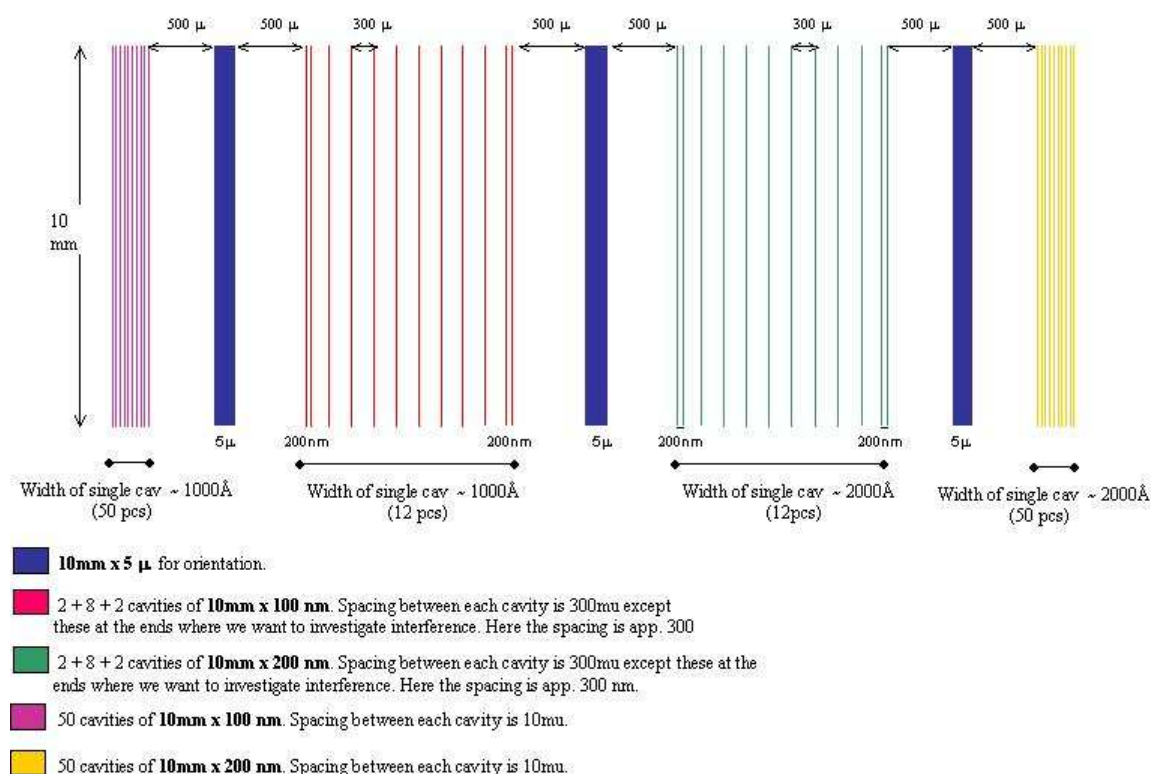 500 µ 500 µ 300 µ 500 µ 500 µ 300 µ 500 µ 500 µ
10
mm
5µ 200nm 200nm 5µ 200nm 200nm 5µ
Width of single cav ~ 1000Å
(50 pcs)
Width of single cav ~ 1000Å
(12 pcs)
Width of single cav ~ 2000Å
(12pcs)
Width of single cav ~ 2000Å
(50 pcs)
10mm x 5 µ. for orientation.
2 + 8 + 2 cavities of 10mm x 100 nm. Spacing between each cavity is 300mu except
these at the ends where we want to investigate interference. Here the spacing is app. 300
2 + 8 + 2 cavities of 10mm x 200 nm. Spacing between each cavity is 300mu except these at the
ends where we want to investigate interference. Here the spacing is app. 300 nm.
50 cavities of 10mm x 100 nm. Spacing between each cavity is 10mu.
50 cavities of 10mm x 200 nm. Spacing between each cavity is 10mu.